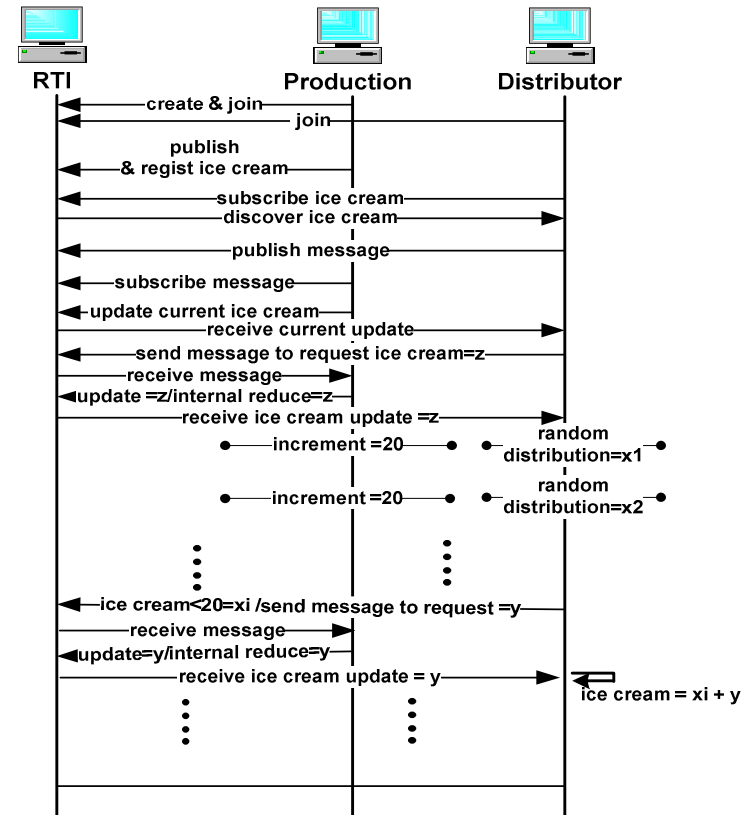 RTI
Production
Distributor
create & join
join
publish
& regist ice cream
subscribe ice cream
discover ice cream
publish message
subscribe message
update current ice cream
receive current update
send message to request ice cream=z
receive message
update =z/internal reduce=z
receive ice cream update =z
increment =20
random
distribution=x1
increment =20
random
distribution=x2
ice cream<20=xi /send message to request =y
receive message
update=y/internal reduce=y
receive ice cream update = y
ice cream = xi + y